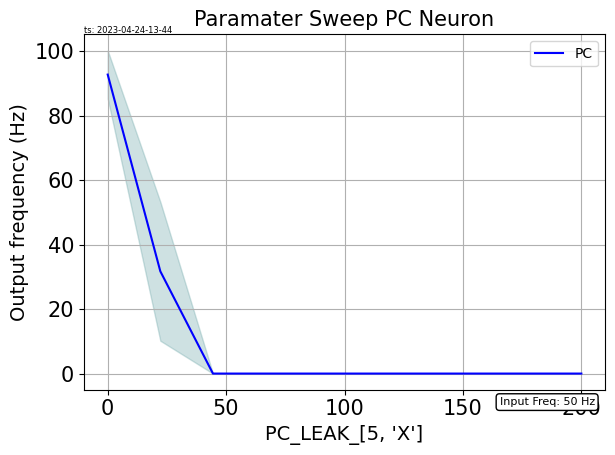 Paramater Sweep PC Neuron
ts: 2023-04-24-13-44
PC
100
80
60
40
20
0
Output frequency (Hz)
0 50 100 150 200
Input Freq: 50 Hz
PC_LEAK_[5, 'X']